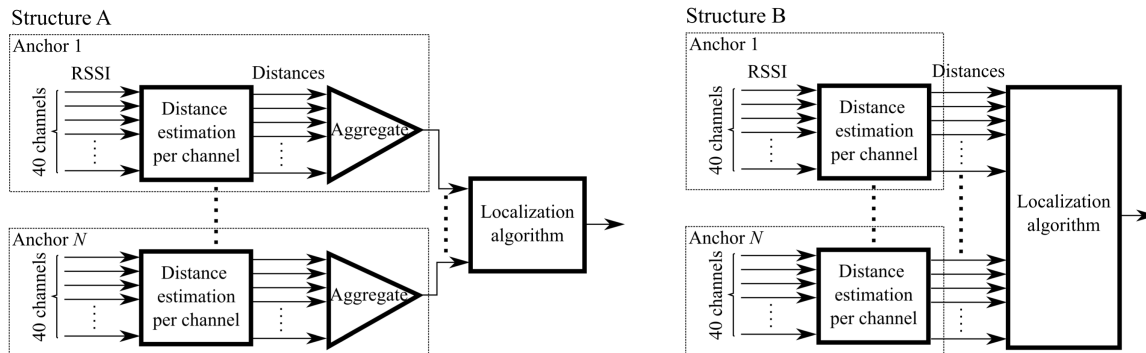 Structure A
Anchor 1
RSSI
Distances
40 channels
Distance
estimation
per channel
Aggregate
Anchor N
40 channels
Distance
estimation
per channel
Aggregate
Localization
algorithm
Structure B
Anchor 1
RSSI
Distances
40 channels
Distance
estimation
per channel
Anchor N
40 channels
Distance
estimation
per channel
Localization
algorithm